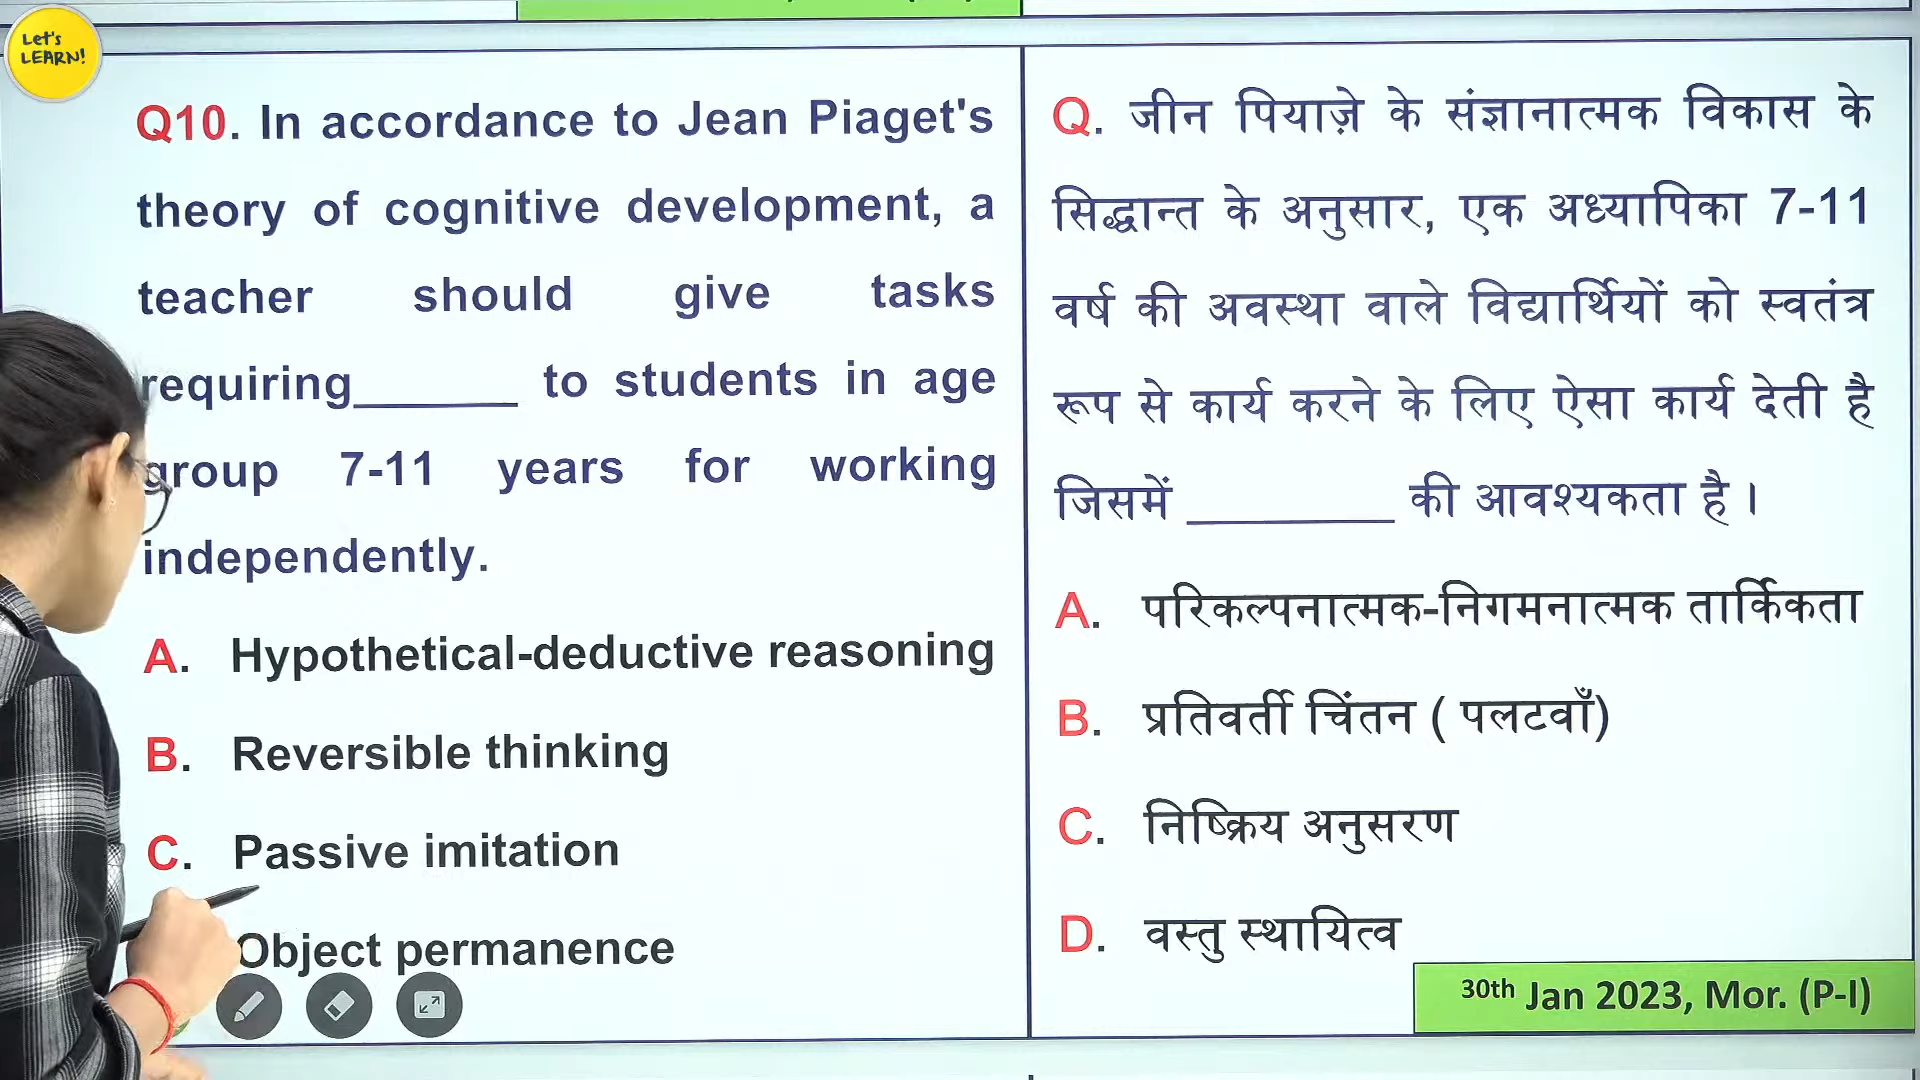 Let's
LEARN!
Q10. In accordance to Jean Piaget's
theory of cognitive development, a
teacher should give tasks
requiring______ to students in age
group 7-11 years for working
independently.
A. Hypothetical-deductive reasoning
B. Reversible thinking
C. Passive imitation
Object permanence
Q. जीन पियाज़े के संज्ञानात्मक विकास के
सिद्धान्त के अनुसार, एक अध्यापिका 7-11
वर्ष की अवस्था वाले विद्यार्थियों को स्वतंत्र
रूप से कार्य करने के लिए ऐसा कार्य देती है
जिसमें ________ की आवश्यकता है ।
A. परिकल्पनात्मक-निगमनात्मक तार्किकता
B. प्रतिवर्ती चिंतन ( पलटवाँ)
C. निष्क्रिय अनुसरण
D. वस्तु स्थायित्व
30th Jan 2023, Mor. (P-I)